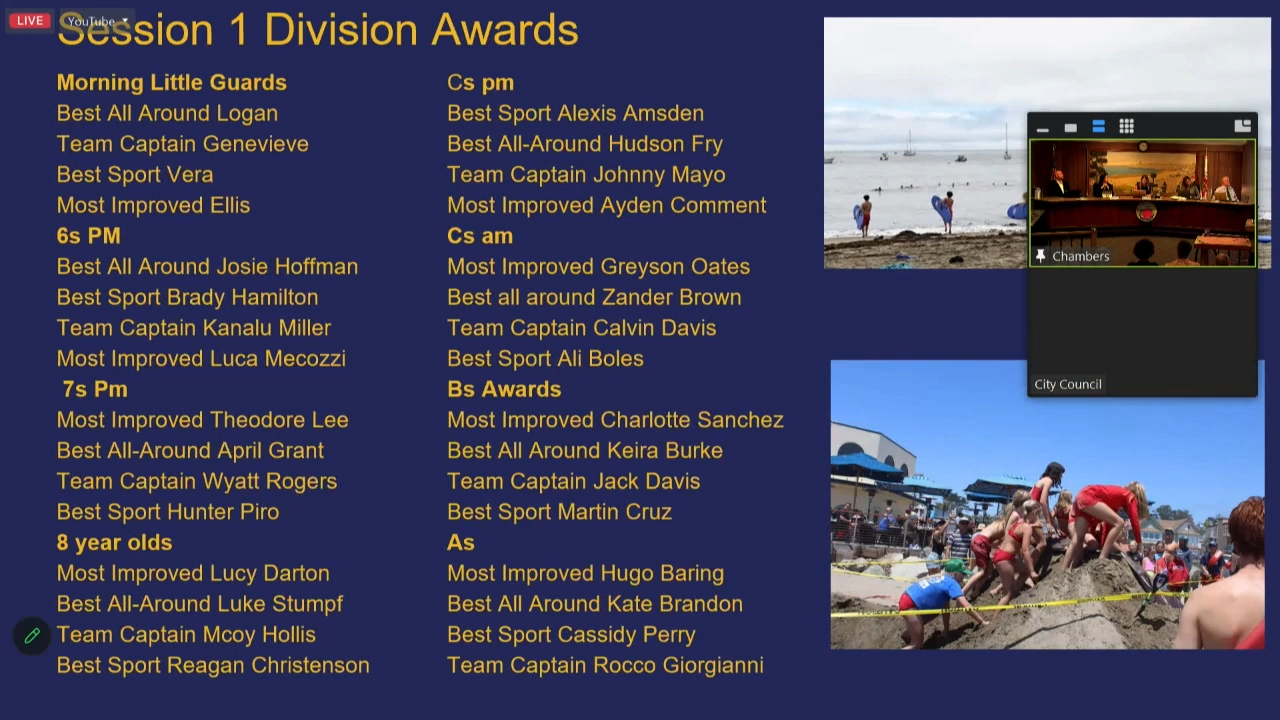 LIVE
YouTube
Session 1 Division Awards
Morning Little Guards
Best All Around Logan
Team Captain Genevieve
Best Sport Vera
Most Improved Ellis
6s PM
Best All Around Josie Hoffman
Best Sport Brady Hamilton
Team Captain Kanalu Miller
Most Improved Luca Mecozzi
7s Pm
Most Improved Theodore Lee
Best All-Around April Grant
Team Captain Wyatt Rogers
Best Sport Hunter Piro
8 year olds
Most Improved Lucy Darton
Best All-Around Luke Stumpf
Team Captain Mcoy Hollis
Best Sport Reagan Christenson
Cs pm
Best Sport Alexis Amsden
Best All-Around Hudson Fry
Team Captain Johnny Mayo
Most Improved Ayden Comment
Cs am
Most Improved Greyson Oates
Best all around Zander Brown
Team Captain Calvin Davis
Best Sport Ali Boles
Bs Awards
Most Improved Charlotte Sanchez
Best All Around Keira Burke
Team Captain Jack Davis
Best Sport Martin Cruz
As
Most Improved Hugo Baring
Best All Around Kate Brandon
Best Sport Cassidy Perry
Team Captain Rocco Giorgianni
Chambers
City Council